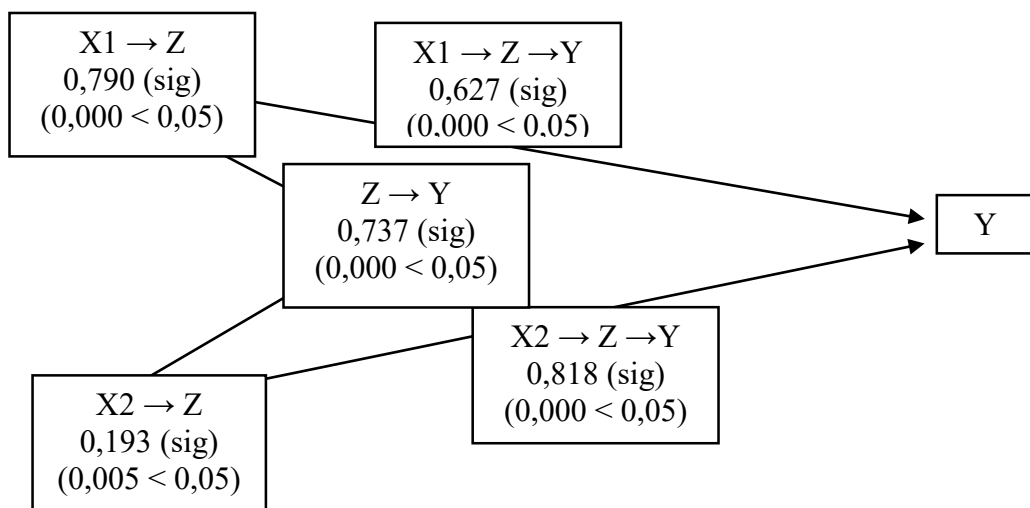 X1 → Z
0,790 (sig)
(0,000 < 0,05)
X1 → Z →Y
0,627 (sig)
(0,000 < 0,05)
Z → Y
0,737 (sig)
(0,000 < 0,05)
Y
X2 → Z →Y
0,818 (sig)
(0,000 < 0,05)
X2 → Z
0,193 (sig)
(0,005 < 0,05)